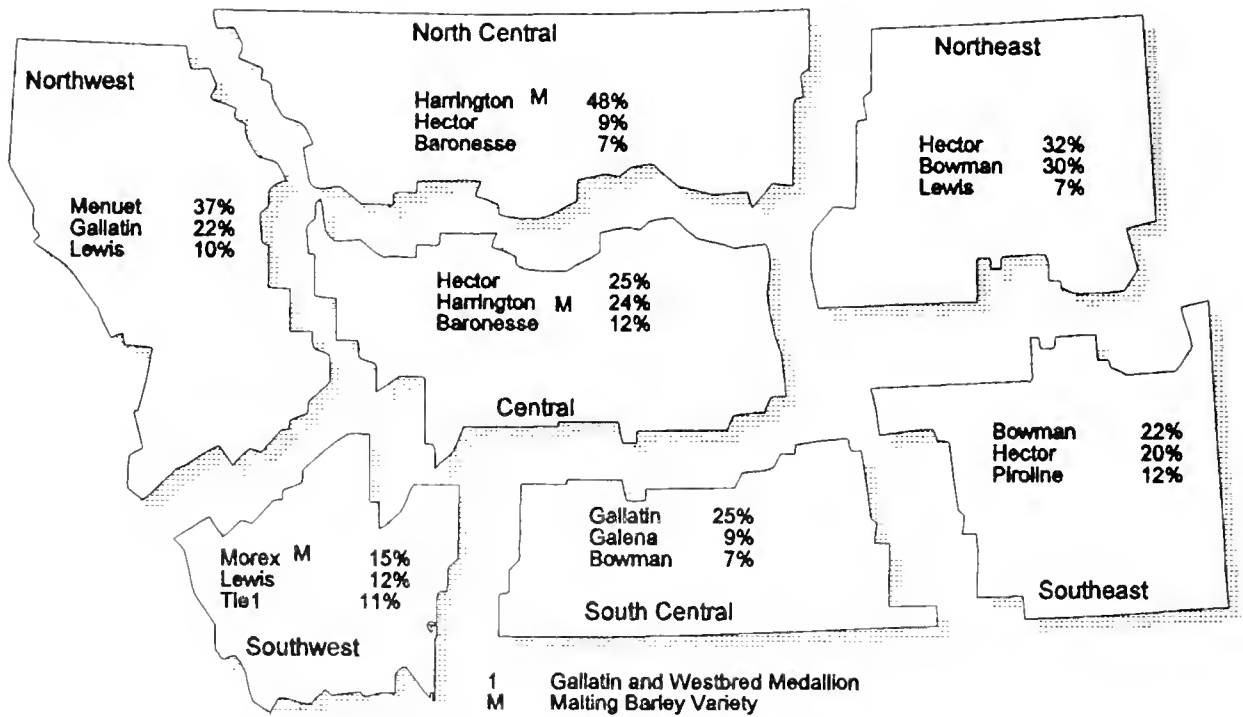 North Central
Harrington M 48%
Hector 9%
Baronesse 7%
Northwest
Menuet 37%
Gallatin 22%
Lewis 10%
Northeast
Hector 32%
Bowman 30%
Lewis 7%
Hector 25%
Harrington M 24%
Baronesse 12%
Central
Bowman 22%
Hector 20%
Piroline 12%
Southeast
Morex M 15%
Lewis 12%
Tie1 11%
Southwest
Gallatin 25%
Galena 9%
Bowman 7%
South Central
1 Gallatin and Westbred Medallion
M Malting Barley Variety